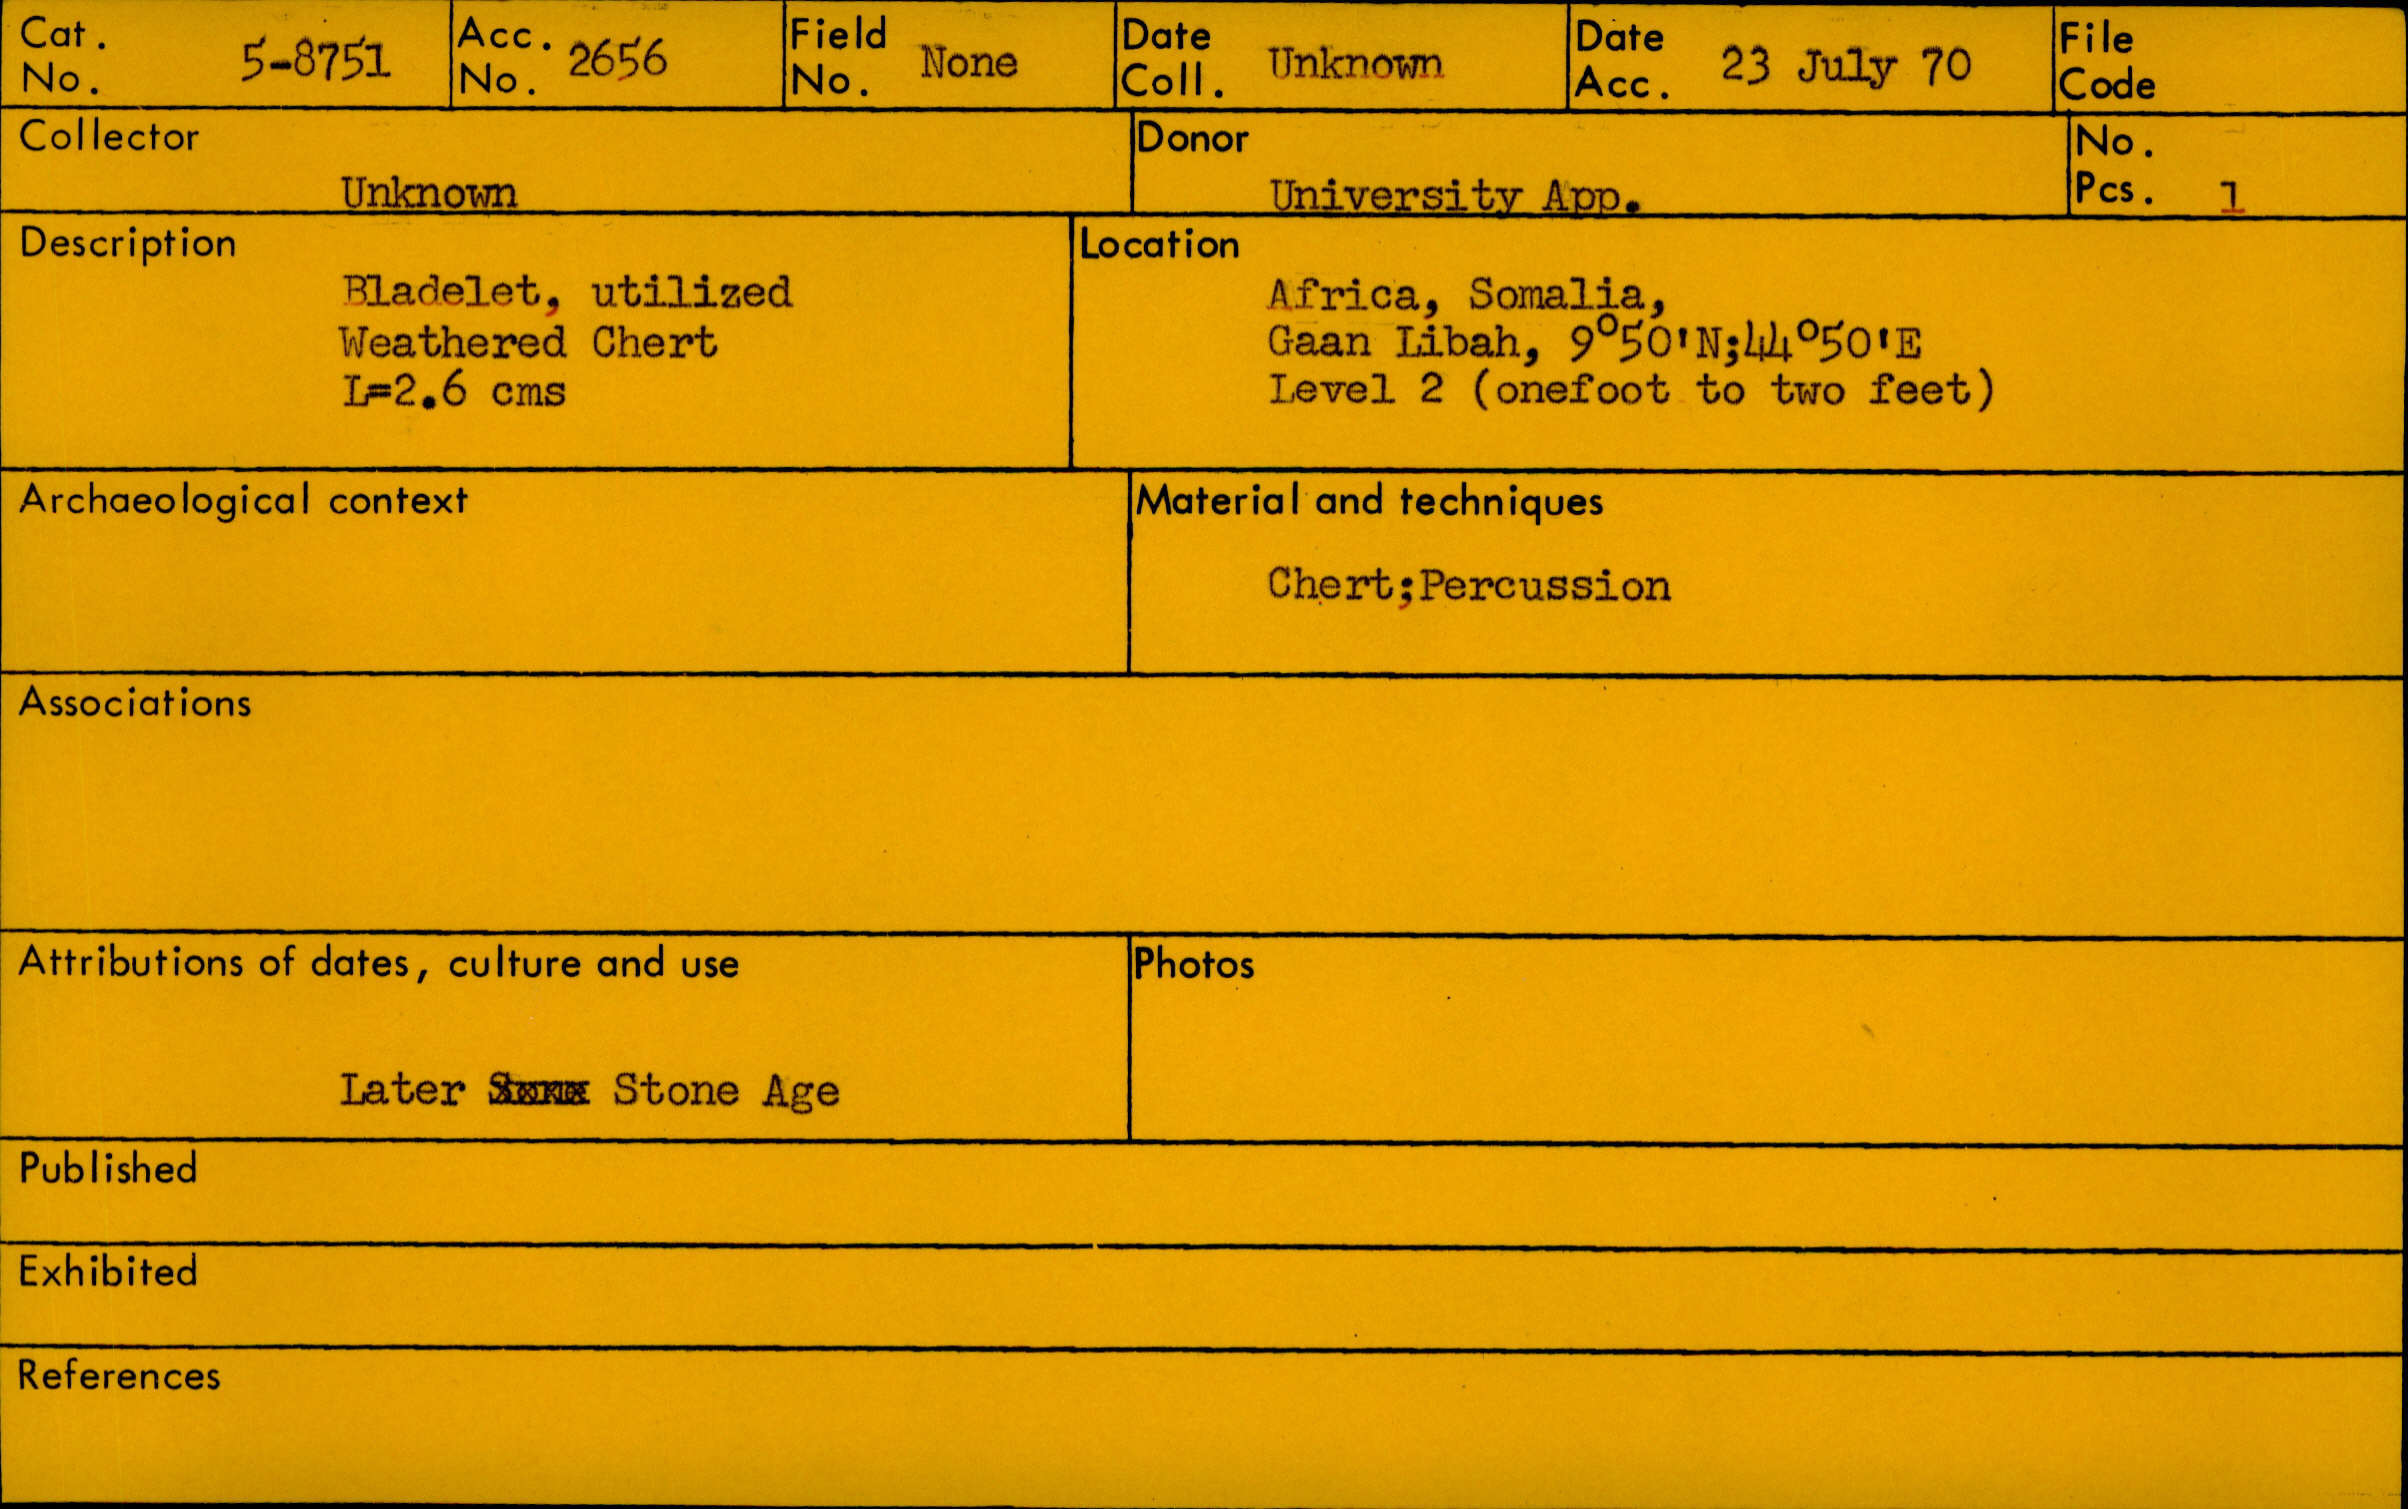 Cat. No. 5-8751
Acc. No. 2656
Field No. None
Date Coll. Unknown
Date Acc. 23 July 70
File Code
Collector
Unknown
Donor
University App.
No. Pcs. 1
Description
Bladelet, utilized
Weathered Chert
L=2.6 cms
Location
Africa, Somalia,
Gaan Libah, 9°50'N;44°50'E
Level 2 (onefoot to two feet)
Archaeological context
Material and techniques
Chert;Percussion
Associations
Attributions of dates, culture and use
Later Stone Age
Photos
Published
Exhibited
References